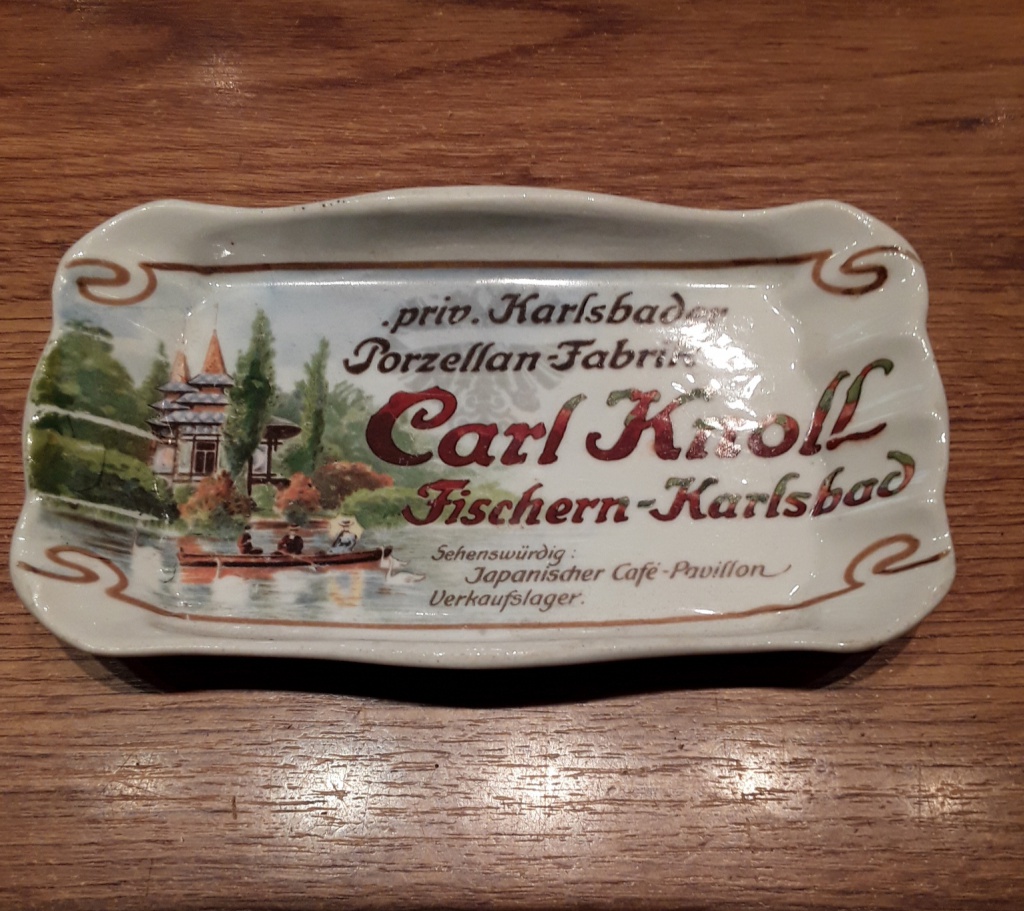 priv. Karlsbader
Porzellan-Fabrik
Carl Knoll
Fischern-Karlsbad
Sehenswürdig:
Japanischer Café-Pavillon
Verkaufslager.